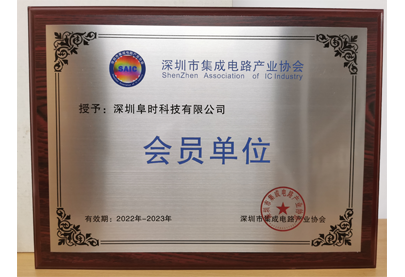 SAIC
深圳市集成电路产业协会
ShenZhen Association of IC Industry
授予：深圳阜时科技有限公司
会员单位
有效期：2022年-2023年
深圳市集成电路产业协会